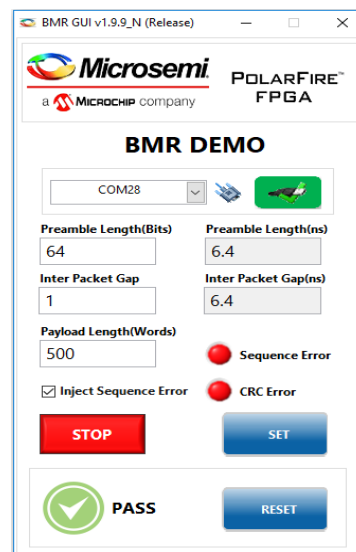 BMR GUI v1.9.9_N (Release)
Microsemi.
a MICROCHIP company
POLARFIRE™
FPGA
BMR DEMO
COM28
Preamble Length(Bits) Preamble Length(ns)
64 6.4
Inter Packet Gap Inter Packet Gap(ns)
1 6.4
Payload Length(Words)
500
Sequence Error
Inject Sequence Error CRC Error
STOP SET
PASS RESET